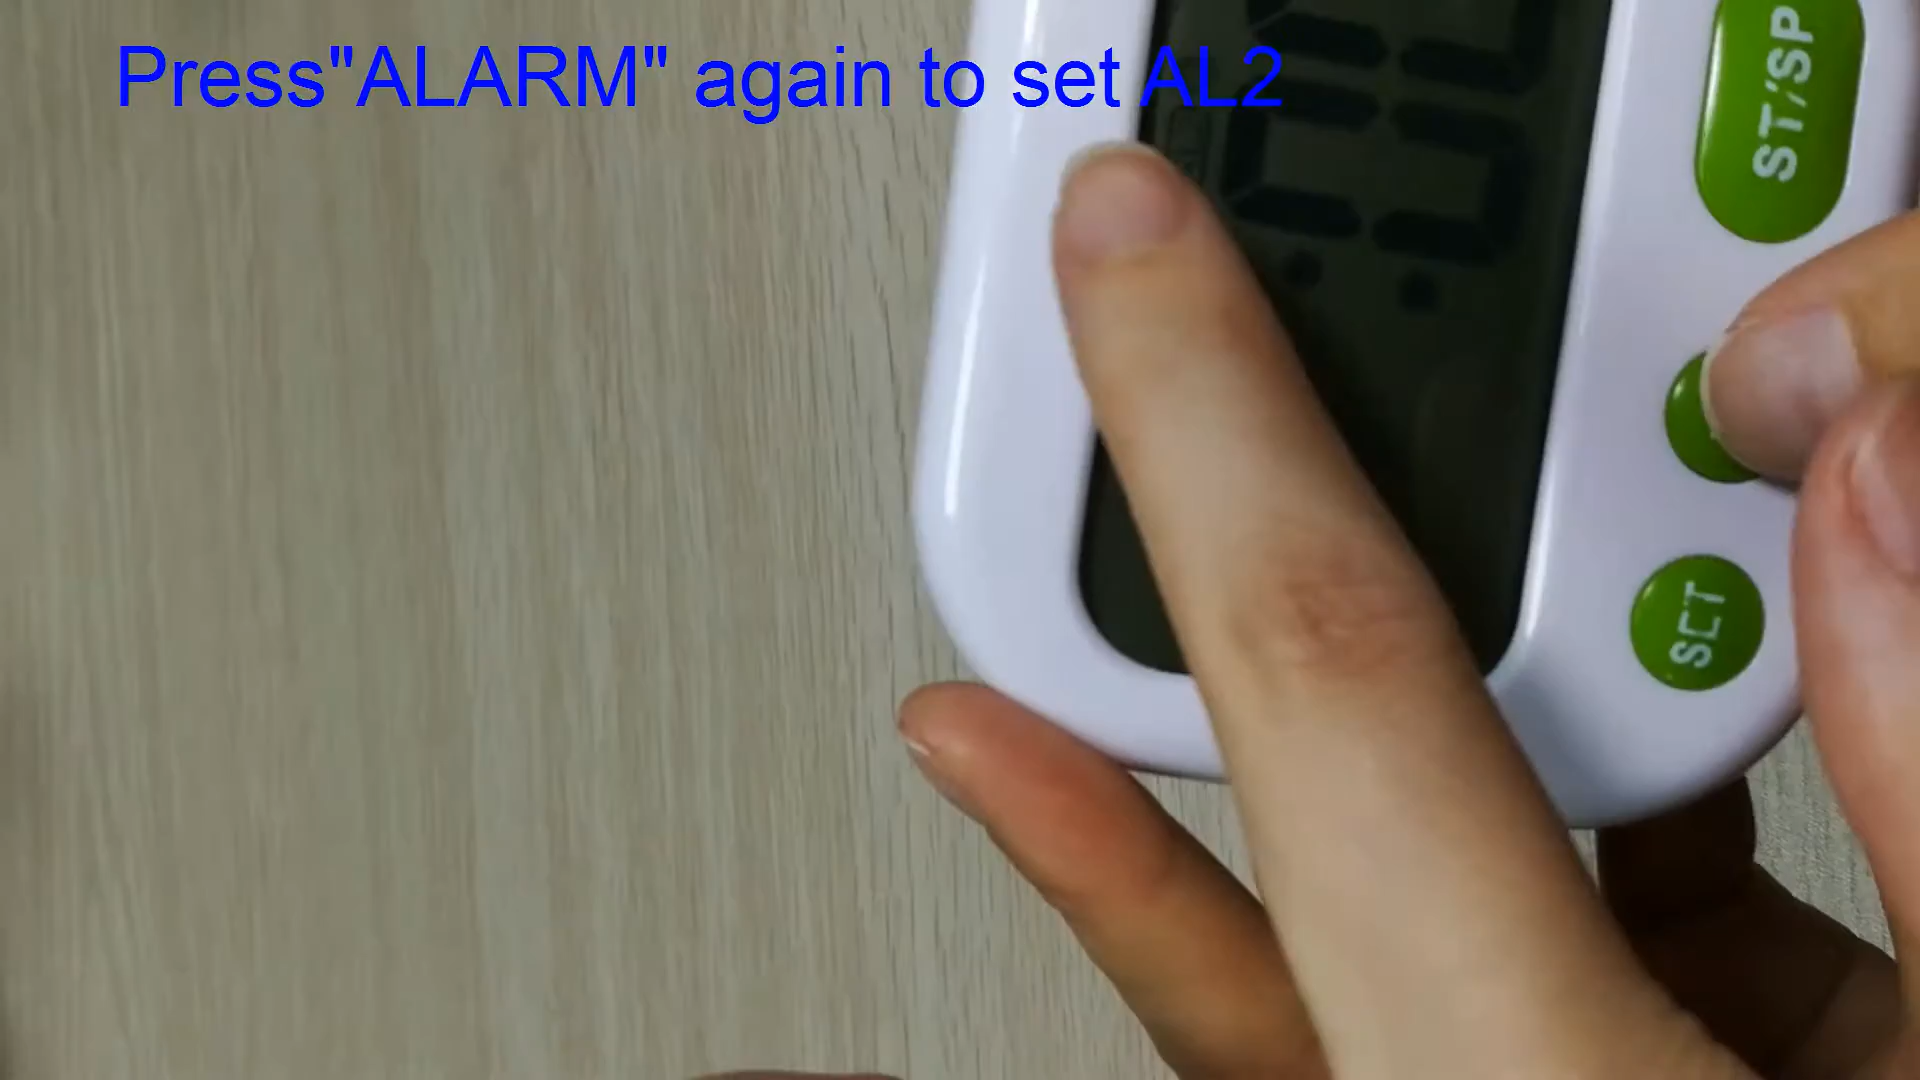 Press"ALARM" again to set AL2
ST/SP
SET